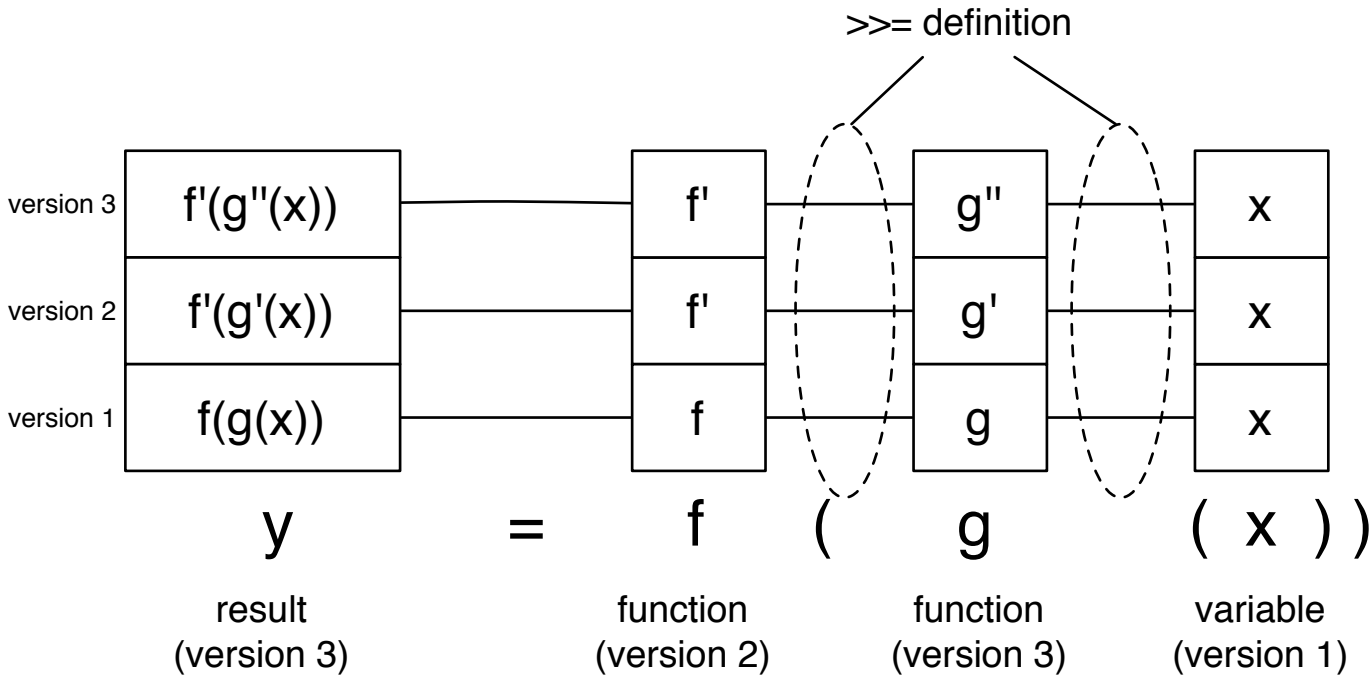 >>= definition
version 3 f'(g''(x)) f' g'' x
version 2 f'(g'(x)) f' g' x
version 1 f(g(x)) f g x
y = f ( g ( x ) )
result function function variable
(version 3) (version 2) (version 3) (version 1)